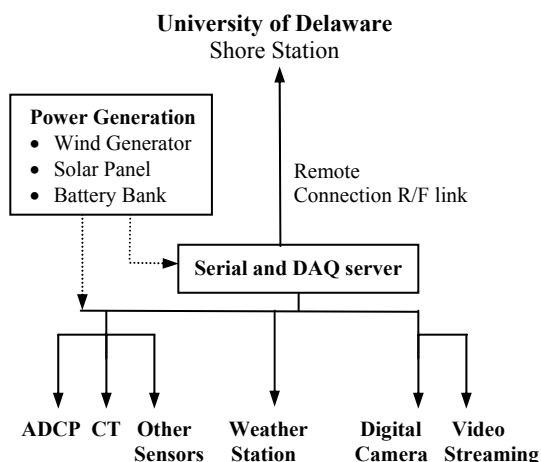 University of Delaware
Shore Station
Power Generation
• Wind Generator
• Solar Panel
• Battery Bank
Remote
Connection R/F link
Serial and DAQ server
ADCP CT Other Sensors Weather Station Digital Camera Video Streaming